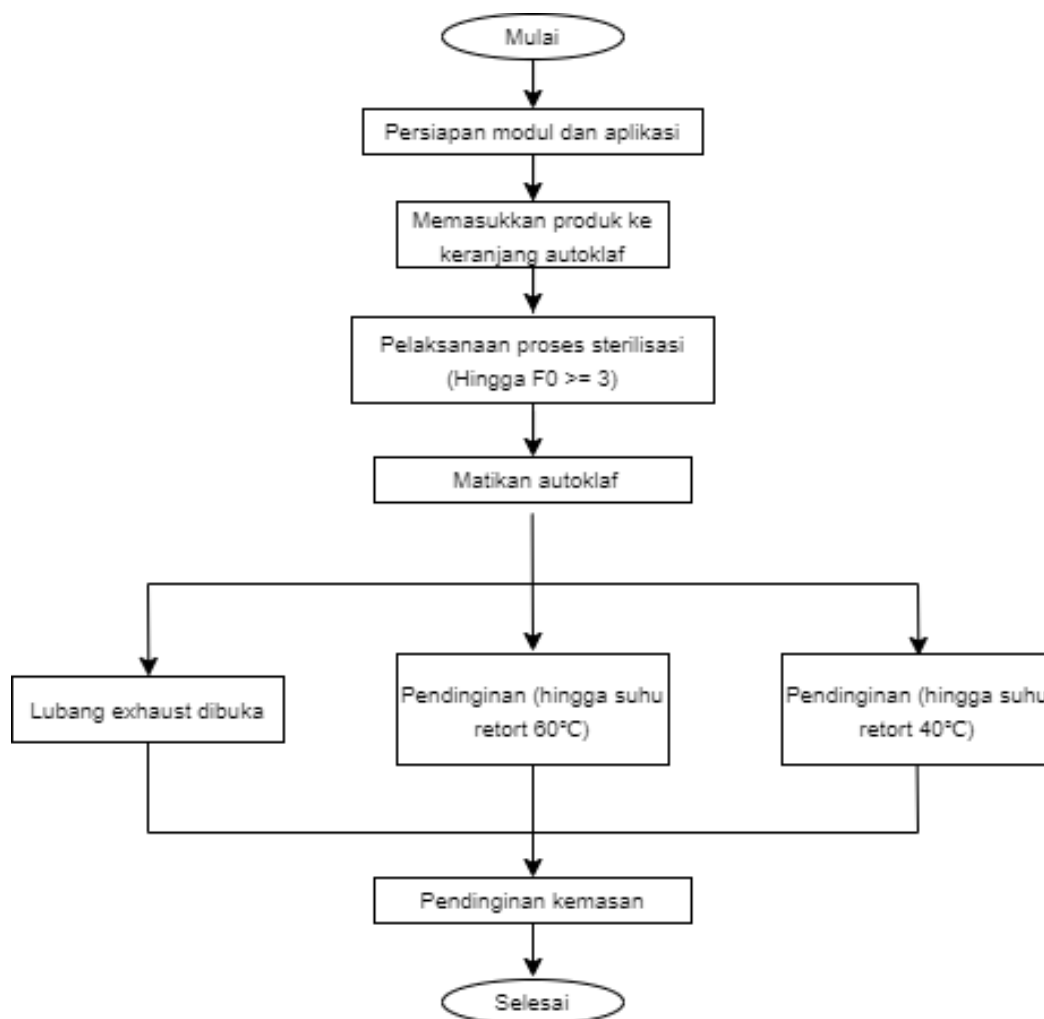 Mulai
Persiapan modul dan aplikasi
Memasukkan produk ke
keranjang autoklaf
Pelaksanaan proses sterilisasi
(Hingga F0 >= 3)
Matikan autoklaf
Lubang exhaust dibuka
Pendinginan (hingga suhu
retort 60°C)
Pendinginan (hingga suhu
retort 40°C)
Pendinginan kemasan
Selesai